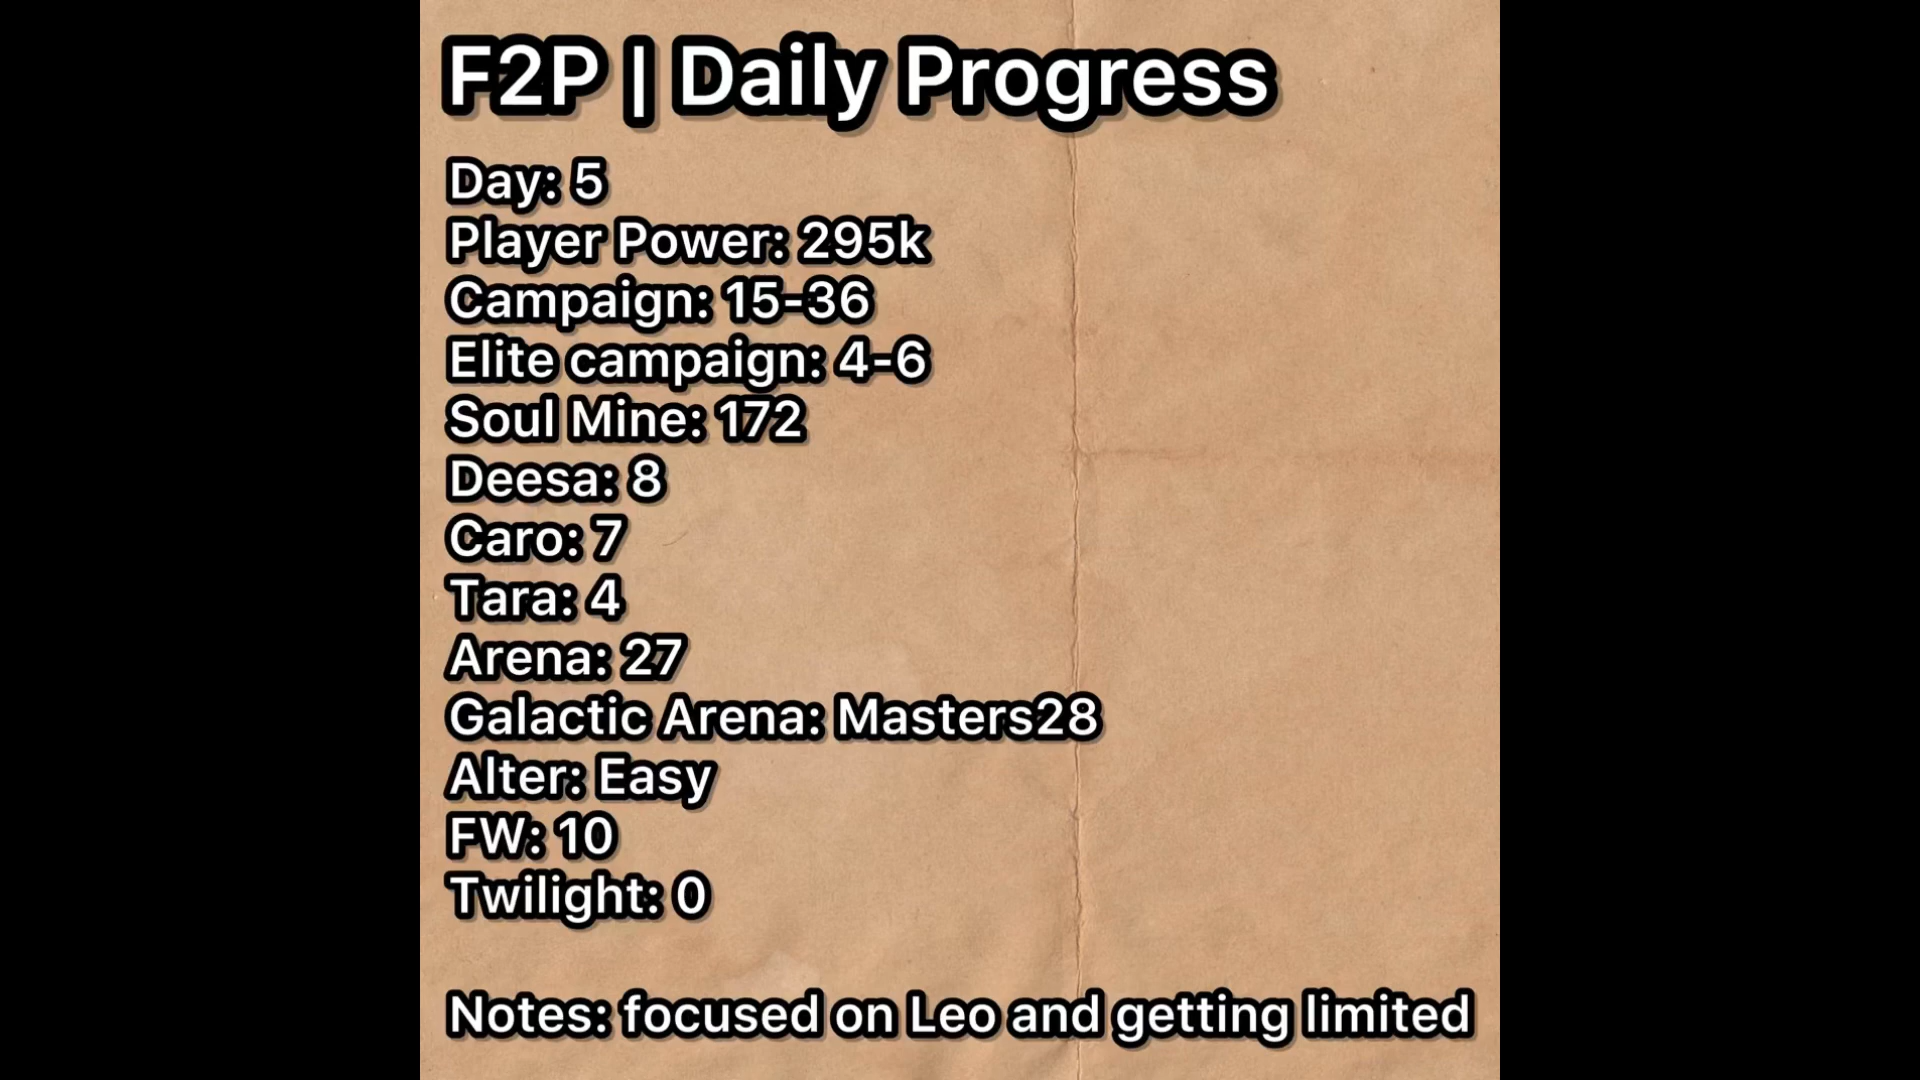 F2P | Daily Progress
Day: 5
Player Power: 295k
Campaign: 15-36
Elite campaign: 4-6
Soul Mine: 172
Deesa: 8
Caro: 7
Tara: 4
Arena: 27
Galactic Arena: Masters28
Alter: Easy
FW: 10
Twilight: 0
Notes: focused on Leo and getting limited